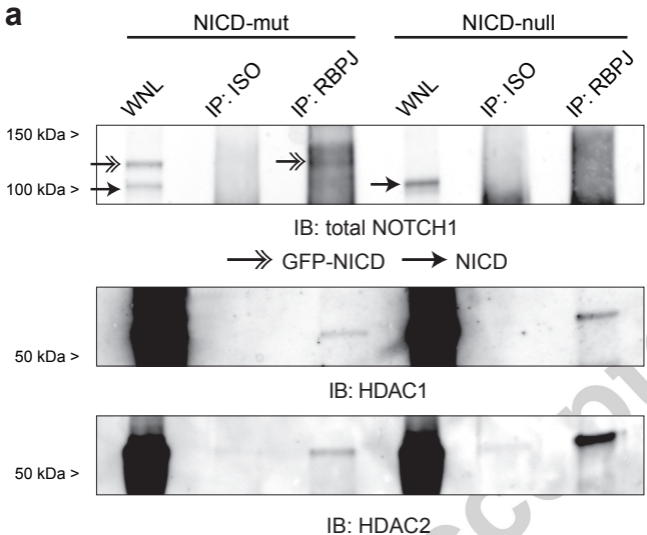 a
NICD-mut NICD-null
WNL IP: ISO IP: RBPJ WNL IP: ISO IP: RBPJ
150 kDa >
100 kDa >
IB: total NOTCH1
GFP-NICD NICD
50 kDa >
IB: HDAC1
50 kDa >
IB: HDAC2